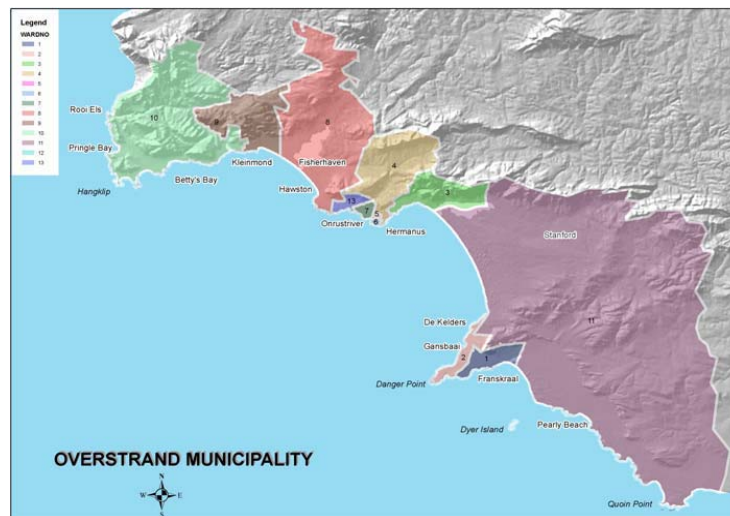 Legend
WARDNO
1
2
3
4
5
6
7
8
9
10
11
12
13
10
9
8
4
3
13
7
5
6
11
2
1
Rooi Els
Pringle Bay
Hangklip
Betty's Bay
Kleinmond
Fisherhaven
Hawston
Onrustriver
Hermanus
Stanford
De Kelders
Gansbaai
Danger Point
Franskraal
Dyer Island
Pearly Beach
Quoin Point
OVERSTRAND MUNICIPALITY
N
W
E
S